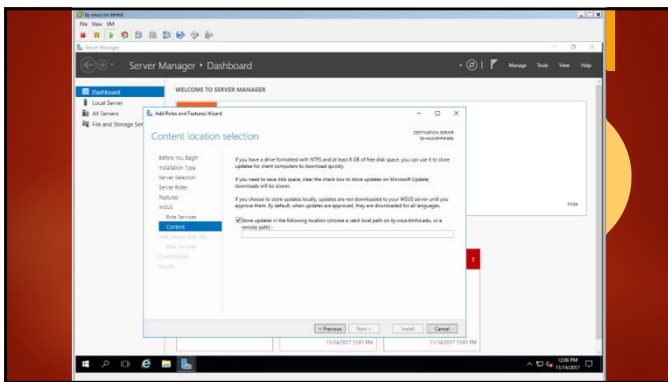 File View VM
Server Manager
Server Manager • Dashboard
Manage Tools View Help
Dashboard
Local Server
All Servers
File and Storage Ser
WELCOME TO SERVER MANAGER
Add Roles and Features Wizard
Content location selection
DESTINATION SERVER
Before You Begin
Installation Type
Server Selection
Server Roles
Features
WSUS
Role Services
Content
Web Server Role (IIS)
Role Services
Confirmation
Results
If you have a drive formatted with NTFS and at least 6 GB of free disk space, you can use it to store
updates for client computers to download quickly.
If you need to save disk space, clear the check box to store updates on Microsoft Update;
downloads will be slower.
If you choose to store updates locally, updates are not downloaded to your WSUS server until you
approve them. By default, when updates are approved, they are downloaded for all languages.
Store updates in the following location (choose a valid local path on or a
remote path):
Hide
1
< Previous Next > Install Cancel
11/14/2017 12:01 PM 11/14/2017 12:01 PM
12:06 PM
11/14/2017